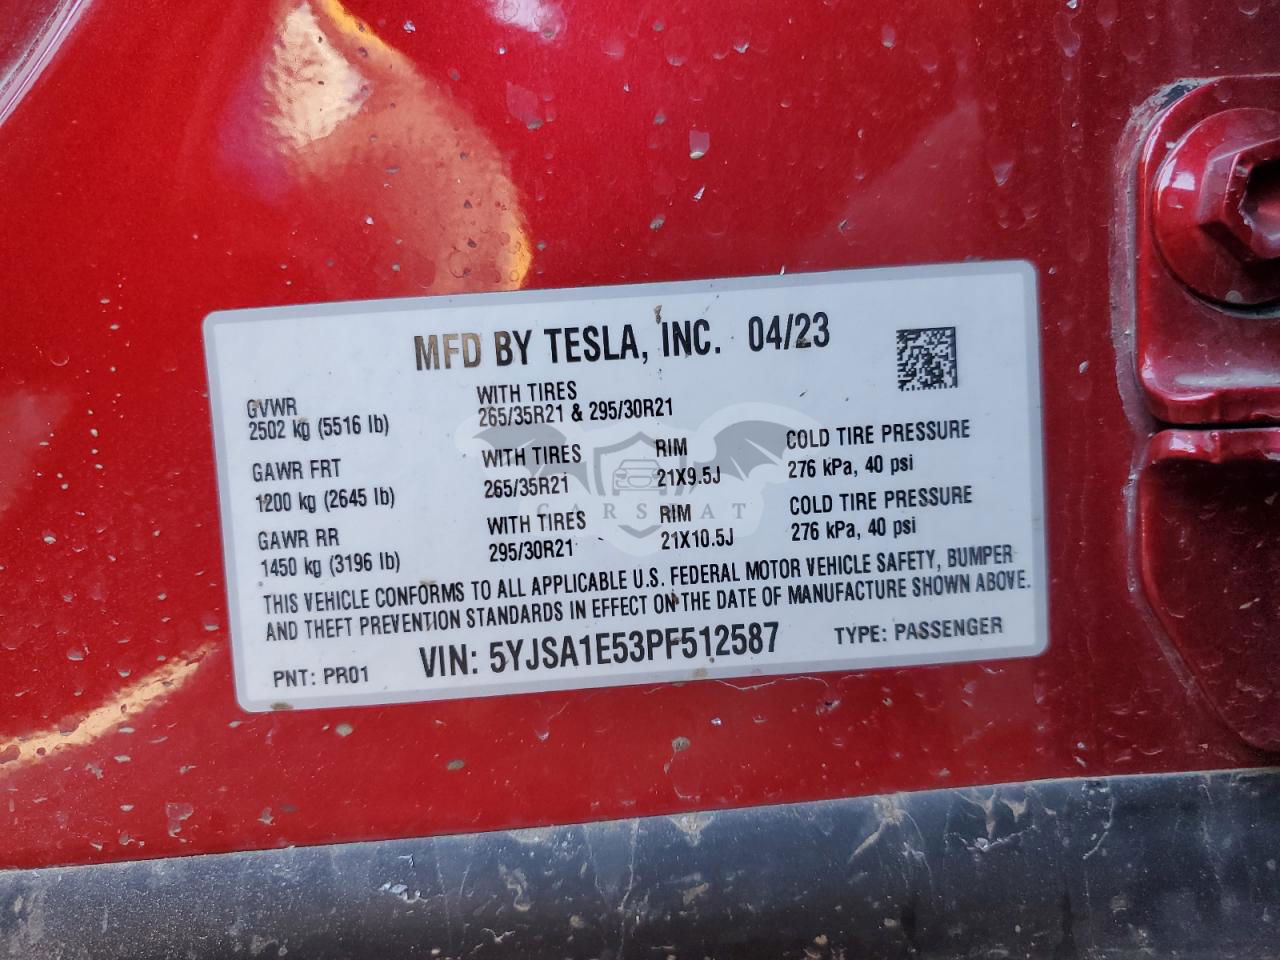 MFD BY TESLA, INC. 04/23
GVWR
2502 kg (5516 lb)
WITH TIRES
265/35R21 & 295/30R21
GAWR FRT
1200 kg (2645 lb)
WITH TIRES
265/35R21
RIM
21X9.5J
COLD TIRE PRESSURE
276 kPa, 40 psi
GAWR RR
1450 kg (3196 lb)
WITH TIRES
295/30R21
RIM
21X10.5J
COLD TIRE PRESSURE
276 kPa, 40 psi
THIS VEHICLE CONFORMS TO ALL APPLICABLE U.S. FEDERAL MOTOR VEHICLE SAFETY, BUMPER
AND THEFT PREVENTION STANDARDS IN EFFECT ON THE DATE OF MANUFACTURE SHOWN ABOVE.
PNT: PR01
VIN: 5YJSA1E53PF512587
TYPE: PASSENGER